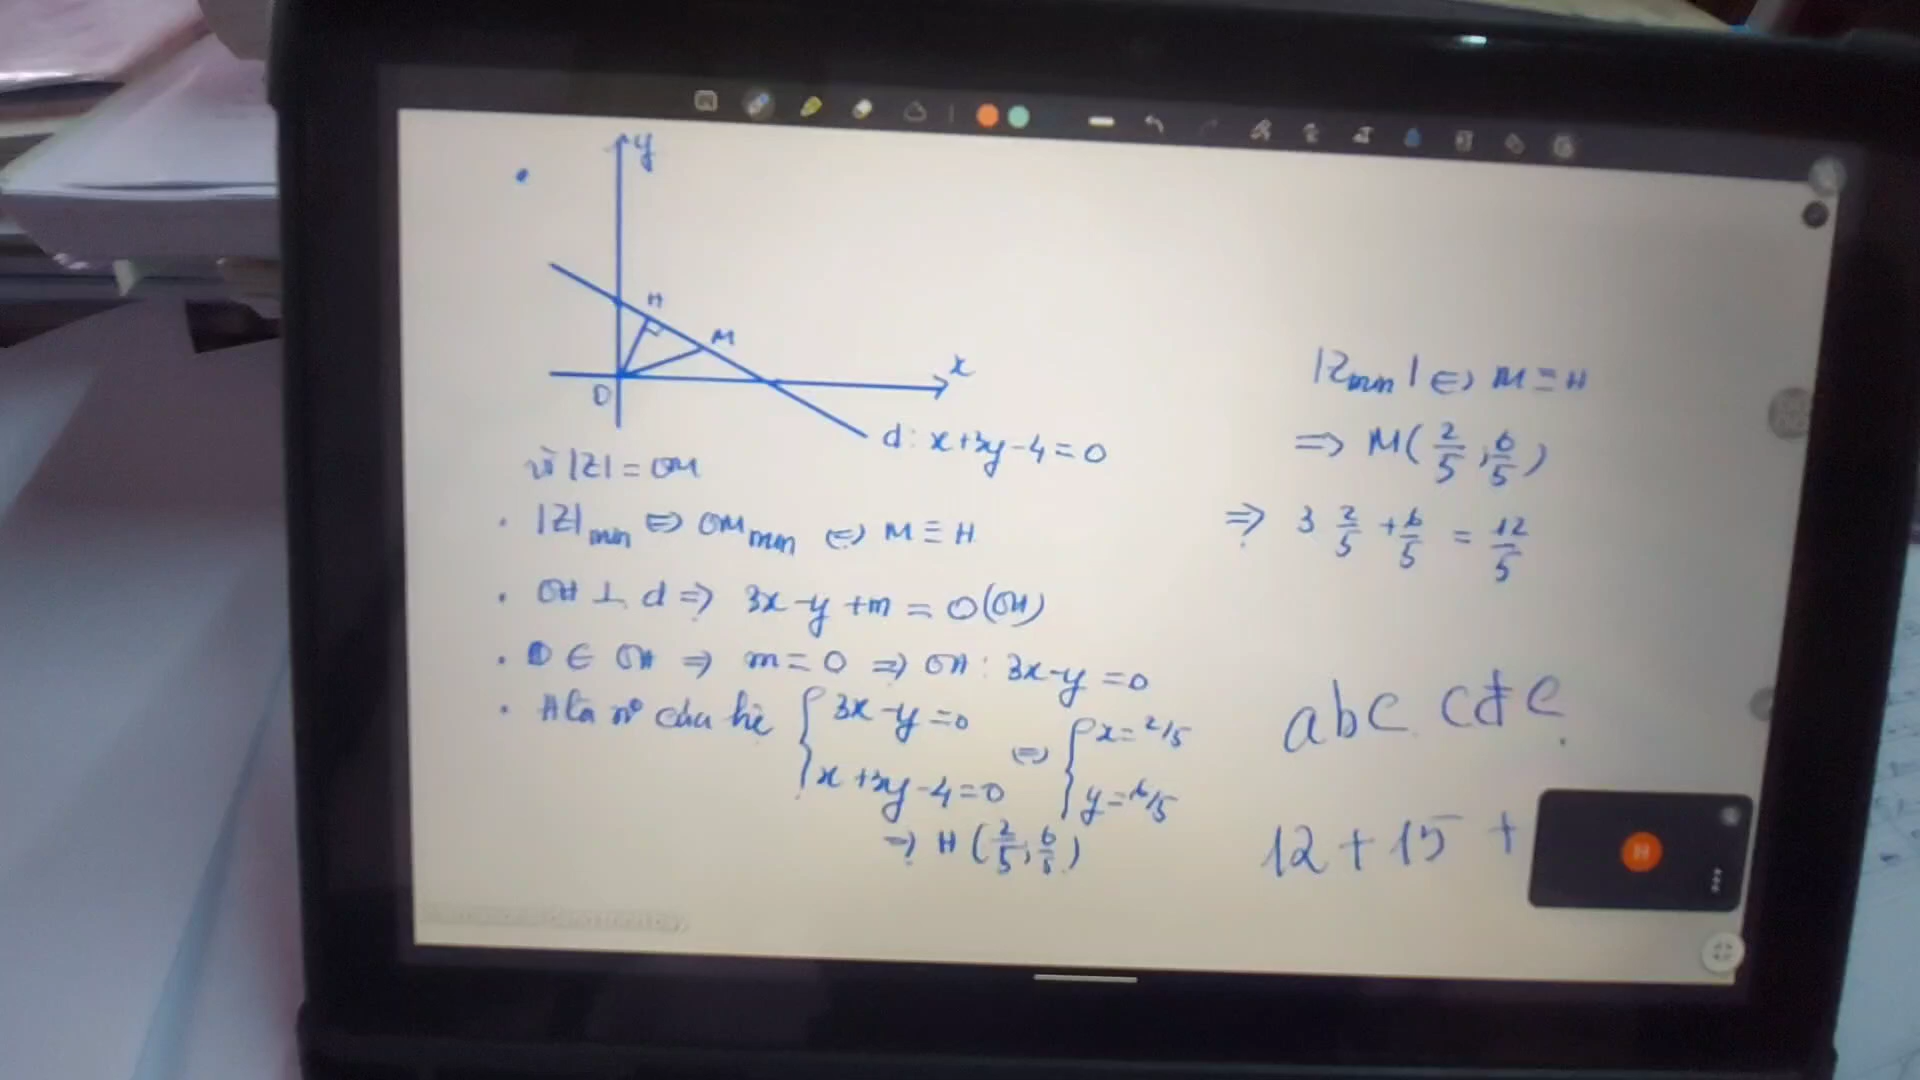 y
H
M
x
O
d: x+3y-4=0
vì |Z| = OM
. |Z|min ⇔ OMmin ⇔ M ≡ H
. OH ⊥ d ⇒ 3x-y+m = 0 (OH)
. O ∈ OH ⇒ m=0 ⇒ OH: 3x-y=0
. H là nº của hệ { 3x-y=0
x+3y-4=0
⇔ { x=2/5
y=6/5
⇒ H (2/5; 6/5)
|Zmin| ⇔ M ≡ H
⇒ M(2/5; 6/5)
⇒ 3 2/5 + 6/5 = 12/5
abc cđe
12 + 15 +
H